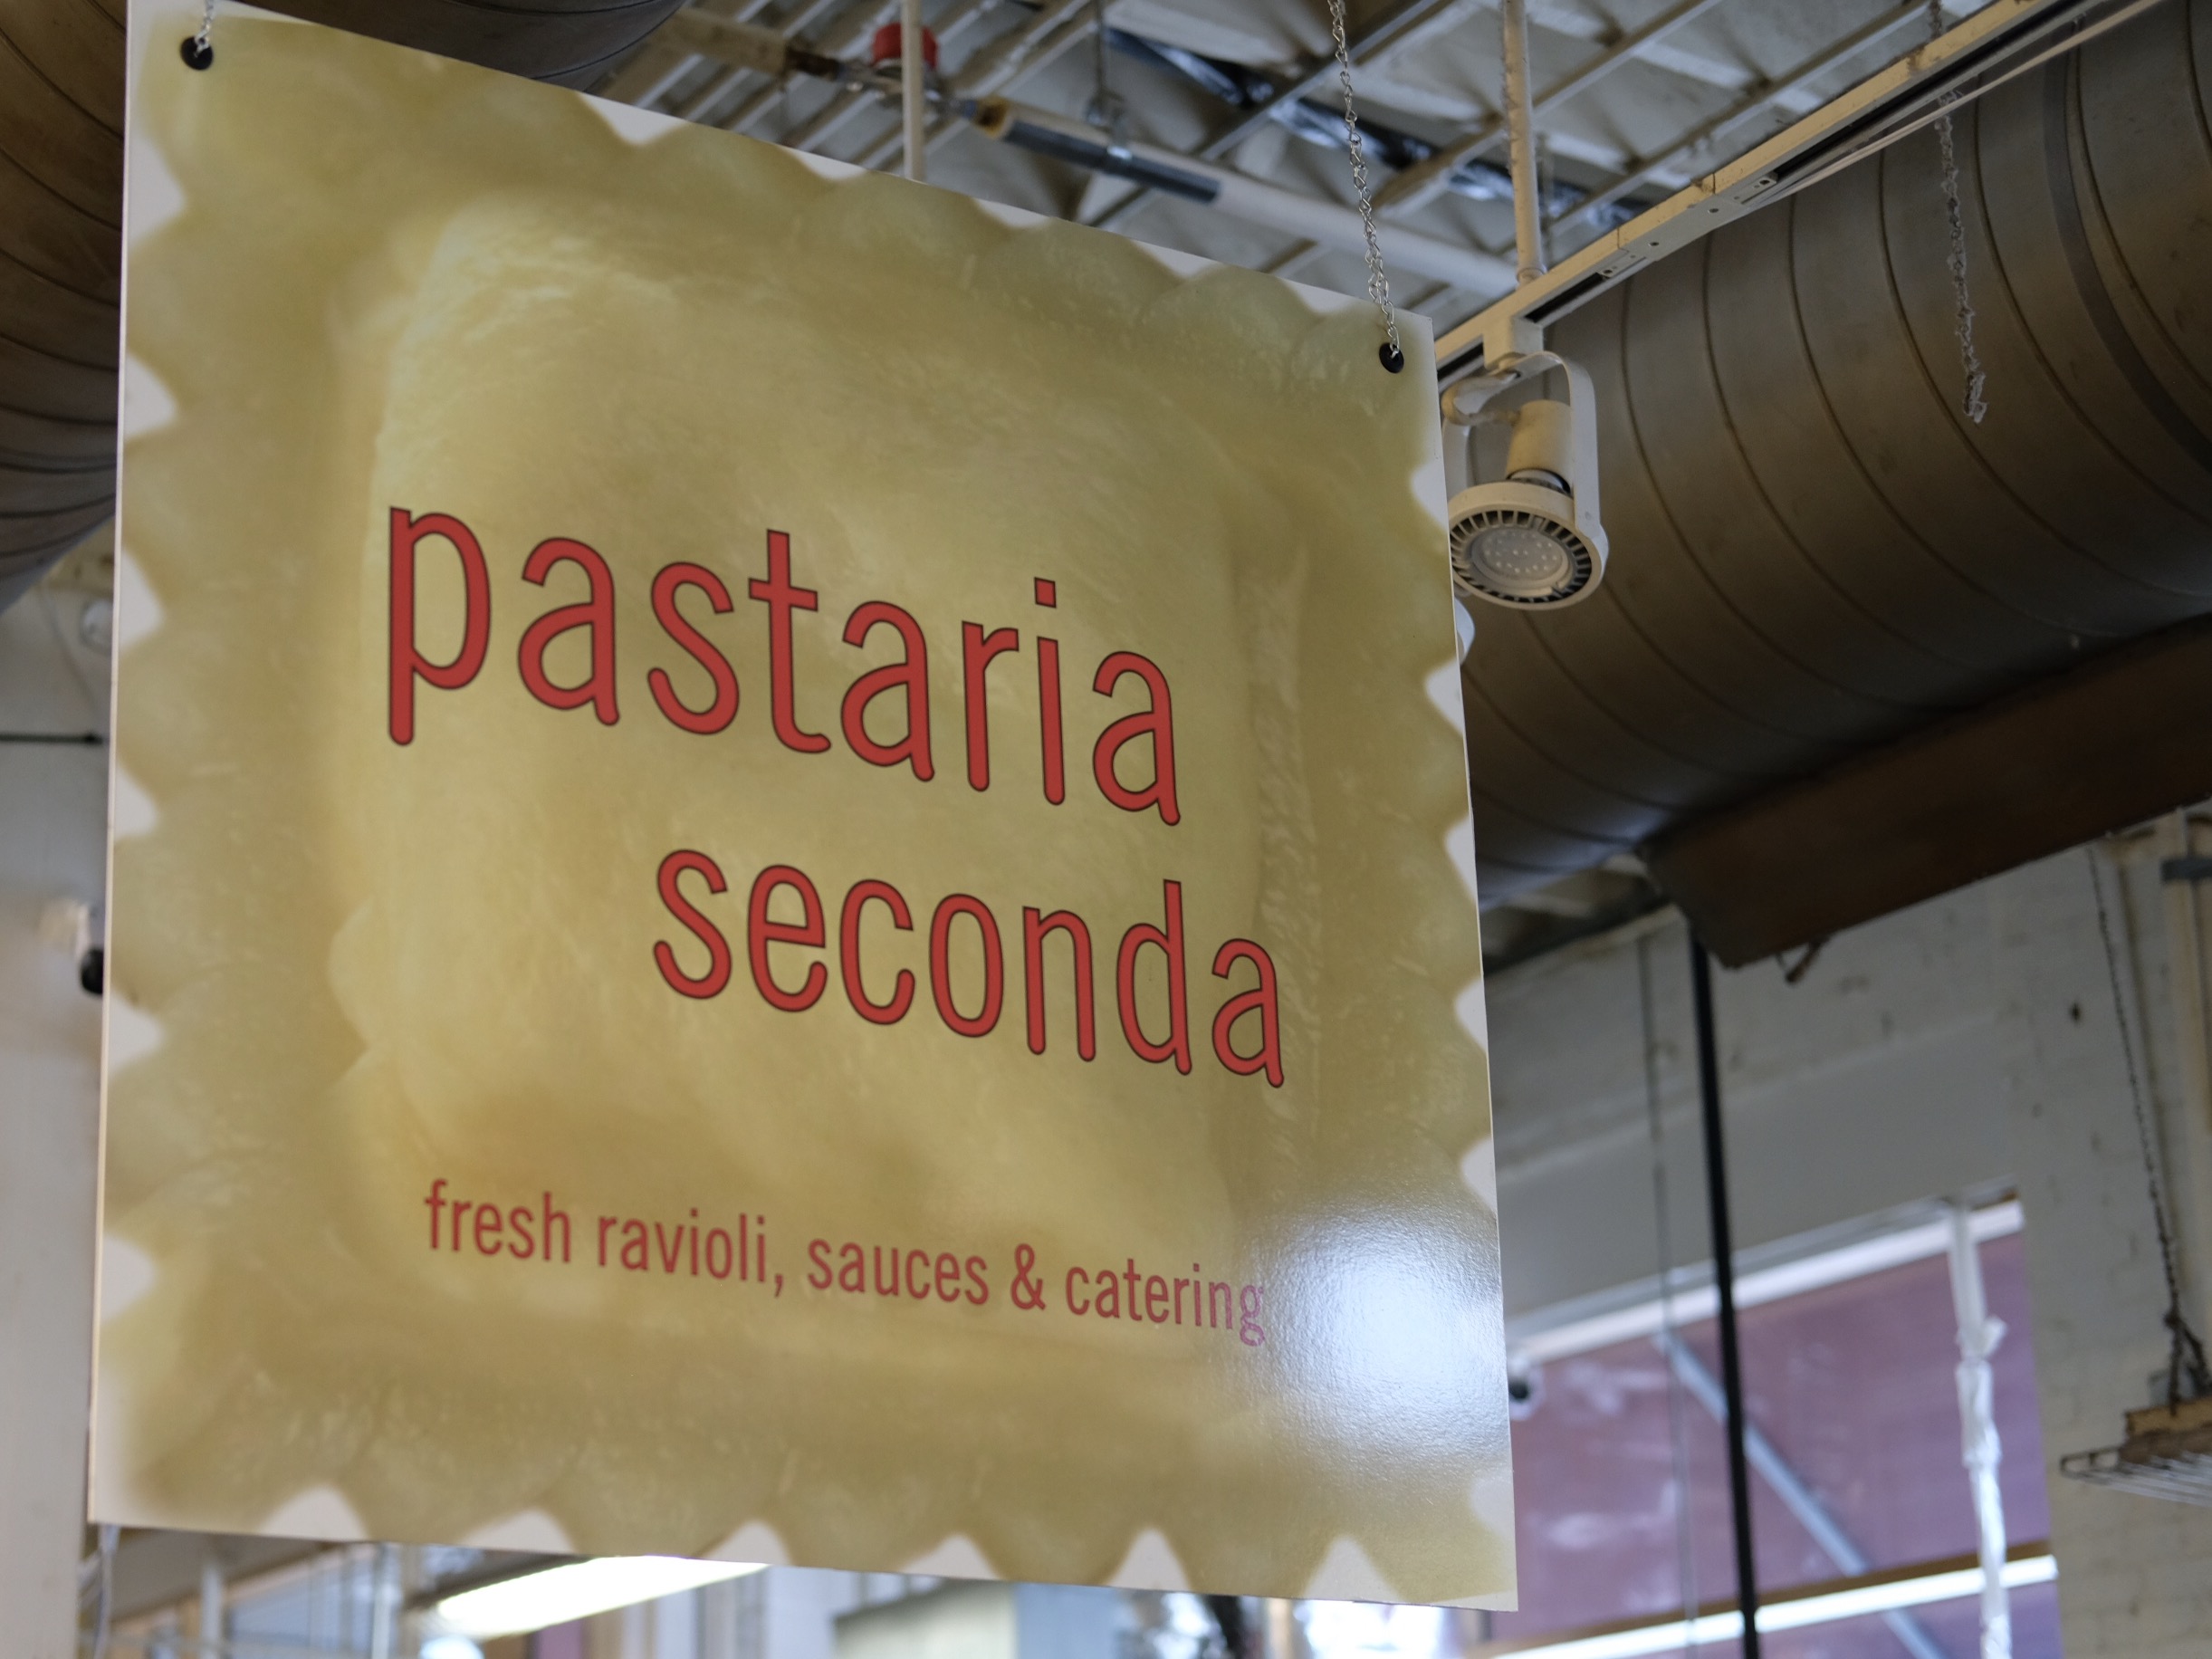 pastaria
seconda
fresh ravioli, sauces & catering